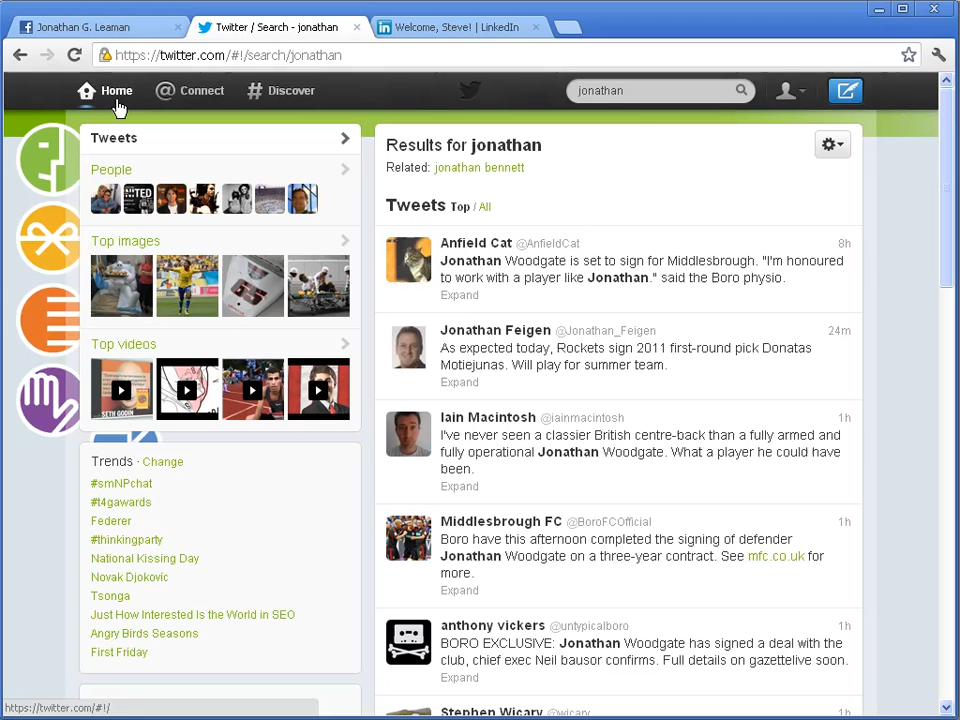 Jonathan G. Leaman
Twitter / Search - jonathan
Welcome, Steve! | LinkedIn
https://twitter.com/#!/search/jonathan
Home
@ Connect
# Discover
jonathan
Tweets
People
Top images
Top videos
SETH GODIN
Trends · Change
#smNPchat
#t4gawards
Federer
#thinkingparty
National Kissing Day
Novak Djokovic
Tsonga
Just How Interested Is the World in SEO
Angry Birds Seasons
First Friday
Results for jonathan
Related: jonathan bennett
Tweets Top / All
Anfield Cat @AnfieldCat 8h
Jonathan Woodgate is set to sign for Middlesbrough. "I'm honoured
to work with a player like Jonathan." said the Boro physio.
Expand
Jonathan Feigen @Jonathan_Feigen 24m
As expected today, Rockets sign 2011 first-round pick Donatas
Motiejunas. Will play for summer team.
Expand
Iain Macintosh @iainmacintosh 1h
I've never seen a classier British centre-back than a fully armed and
fully operational Jonathan Woodgate. What a player he could have
been.
Expand
Middlesbrough FC @BoroFCOfficial 1h
Boro have this afternoon completed the signing of defender
Jonathan Woodgate on a three-year contract. See mfc.co.uk for
more.
Expand
anthony vickers @untypicalboro 1h
BORO EXCLUSIVE: Jonathan Woodgate has signed a deal with the
club, chief exec Neil bausor confirms. Full details on gazettelive soon.
Expand
Stephen Wicary @wicary 1h
https://twitter.com/#!/